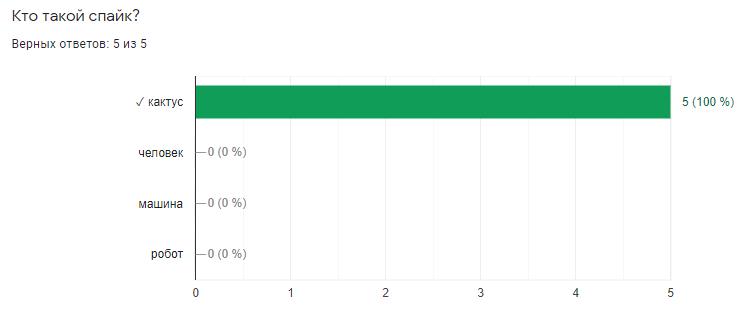 Кто такой спайк?
Верных ответов: 5 из 5
✓ кактус 5 (100 %)
человек 0 (0 %)
машина 0 (0 %)
робот 0 (0 %)
0 1 2 3 4 5